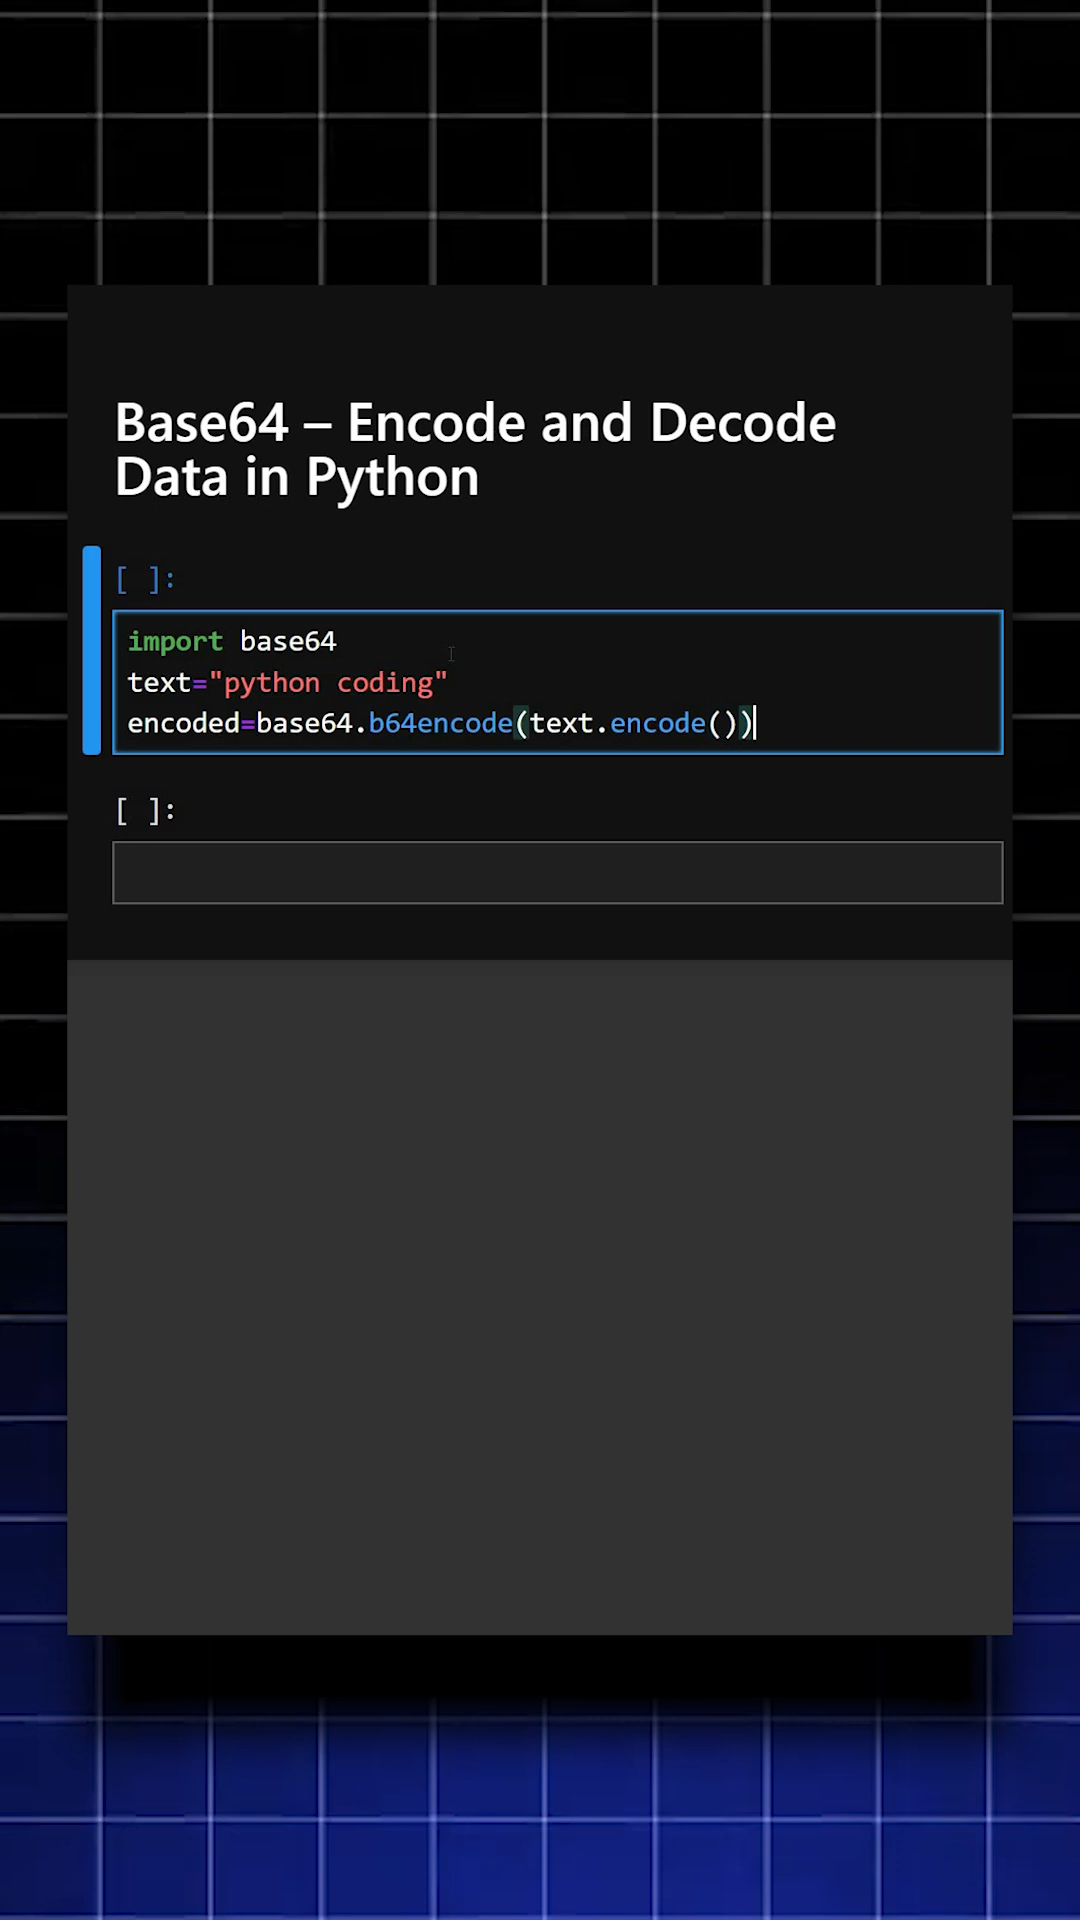 Base64 – Encode and Decode
Data in Python
[ ]:
import base64
text="python coding"
encoded=base64.b64encode(text.encode())
[ ]: